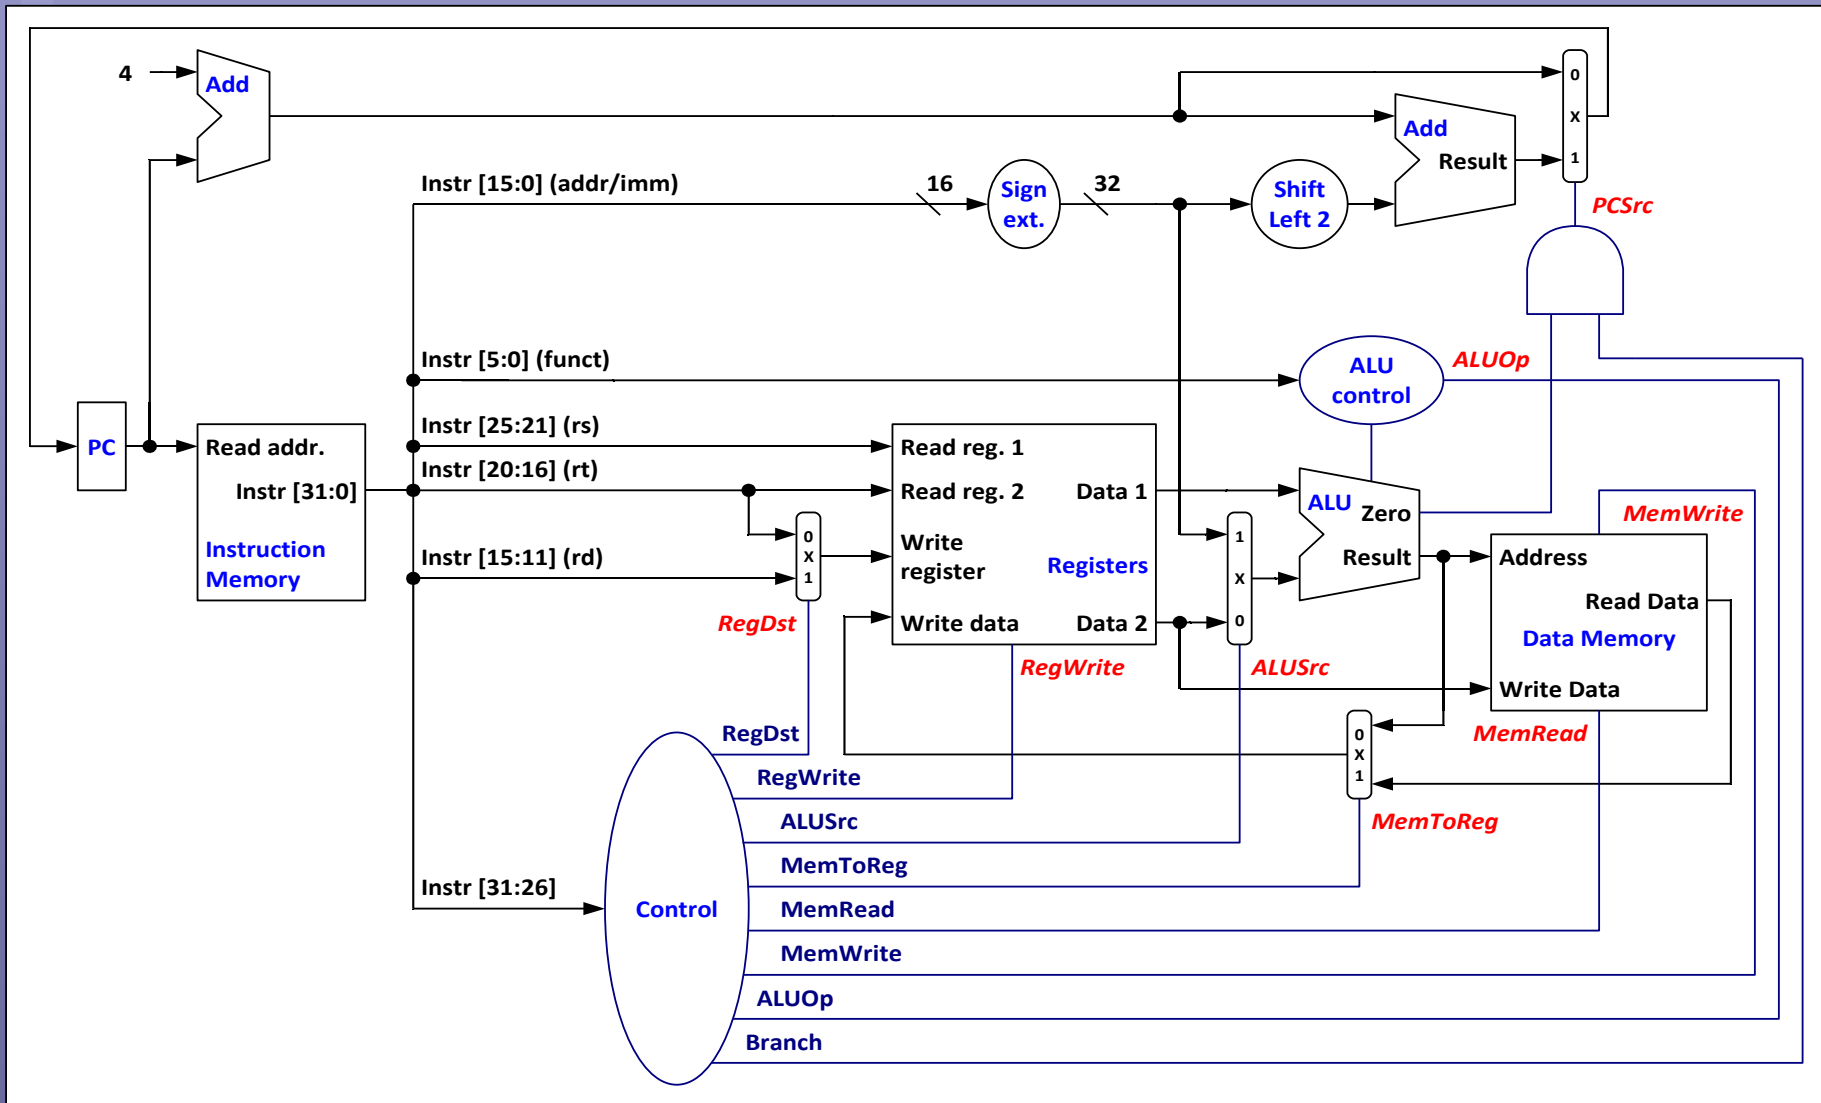 4
Add
0
X
1
Add
Result
Instr [15:0] (addr/imm)
16
Sign
ext.
32
Shift
Left 2
PCSrc
Instr [5:0] (funct)
ALU
control
ALUOp
Instr [25:21] (rs)
Instr [20:16] (rt)
Instr [15:11] (rd)
PC
Read addr.
Instr [31:0]
Instruction
Memory
0
X
1
RegDst
Read reg. 1
Read reg. 2
Data 1
Write
register
Registers
Write data
Data 2
RegWrite
1
X
0
ALUSrc
ALU
Zero
Result
MemWrite
Address
Read Data
Data Memory
Write Data
MemRead
0
X
1
MemToReg
Instr [31:26]
Control
RegDst
RegWrite
ALUSrc
MemToReg
MemRead
MemWrite
ALUOp
Branch